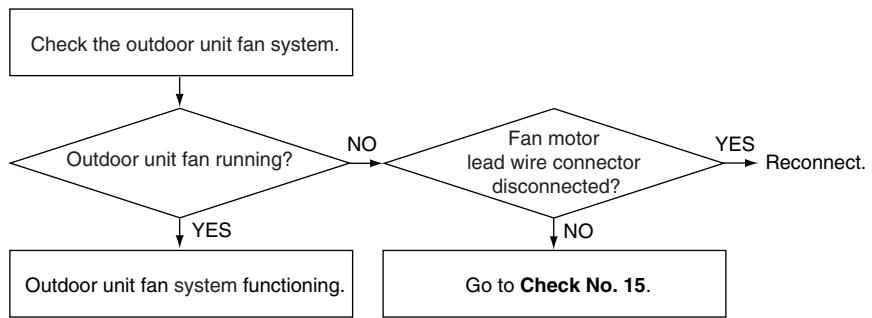 Check the outdoor unit fan system.
Outdoor unit fan running?
NO
Fan motor
lead wire connector
disconnected?
YES
Reconnect.
YES
Outdoor unit fan system functioning.
NO
Go to Check No. 15.